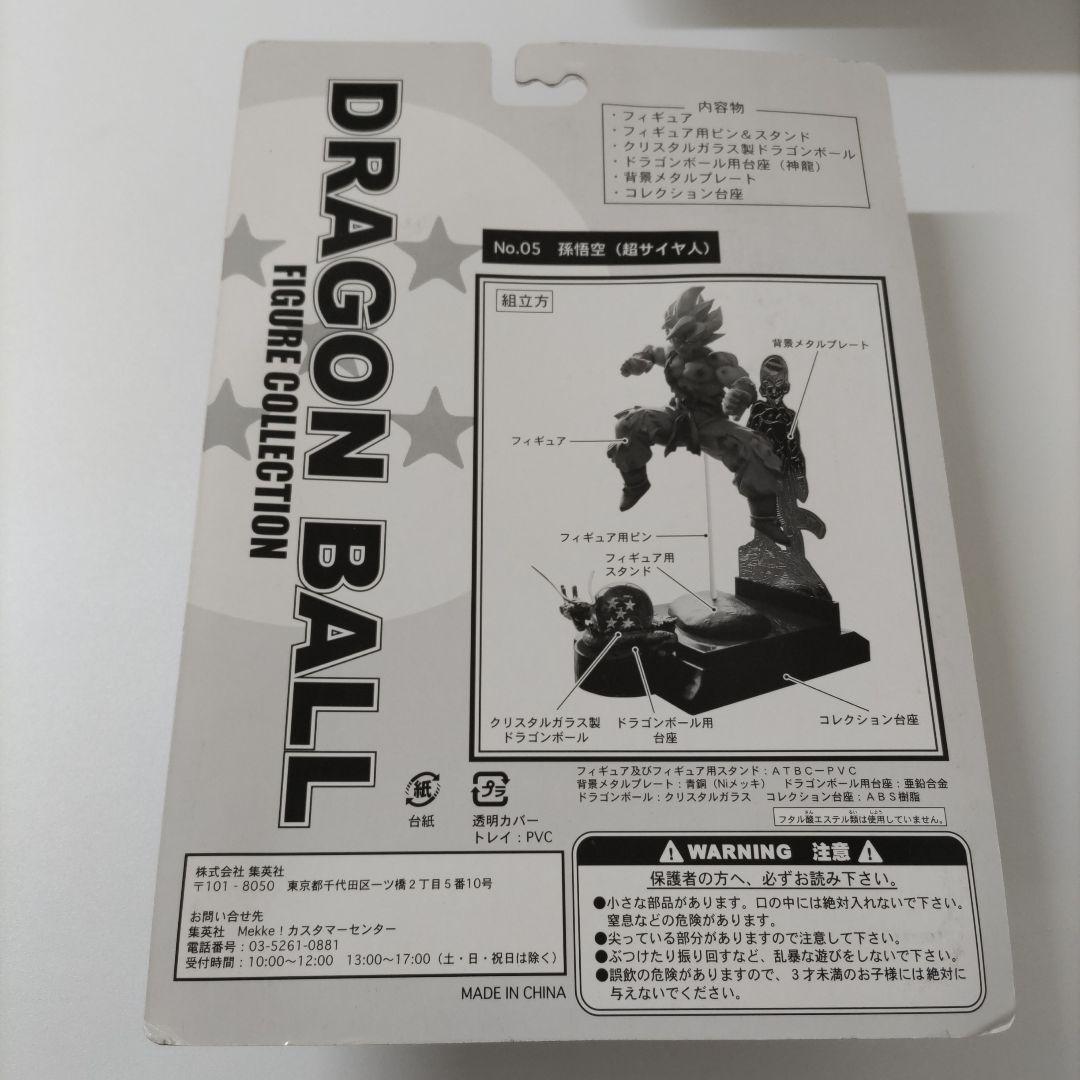 DRAGON BALL
FIGURE COLLECTION
内容物
・フィギュア
・フィギュア用ピン＆スタンド
・クリスタルガラス製ドラゴンボール
・ドラゴンボール用台座（神龍）
・背景メタルプレート
・コレクション台座
No.05　孫悟空（超サイヤ人）
組立方
背景メタルプレート
フィギュア
フィギュア用ピン
フィギュア用
スタンド
クリスタルガラス製
ドラゴンボール
ドラゴンボール用
台座
コレクション台座
フィギュア及びフィギュア用スタンド：ATBC－PVC
背景メタルプレート：青銅（Niメッキ）　ドラゴンボール用台座：亜鉛合金
ドラゴンボール：クリスタルガラス　コレクション台座：ABS樹脂
フタル酸エステル類は使用していません。
紙
台紙
プラ
透明カバー
トレイ：PVC
株式会社 集英社
〒101‐8050　東京都千代田区一ツ橋2丁目5番10号
お問い合せ先
集英社　Mekke！カスタマーセンター
電話番号：03-5261-0881
受付時間：10:00～12:00　13:00～17:00（土・日・祝日は除く）
MADE IN CHINA
WARNING　注意
保護者の方へ、必ずお読み下さい。
●小さな部品があります。口の中には絶対入れないで下さい。
窒息などの危険があります。
●尖っている部分がありますので注意して下さい。
●ぶつけたり振り回すなど、乱暴な遊びをしないで下さい。
●誤飲の危険がありますので、3才未満のお子様には絶対に
与えないでください。